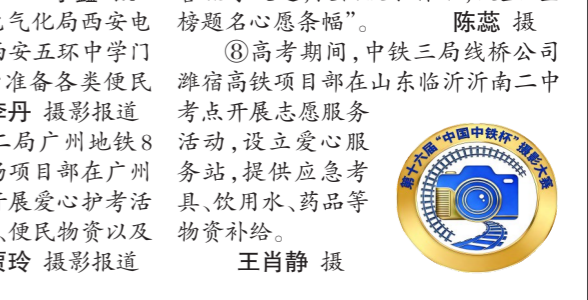 气化局西安电
西安五环中学门
准备各类便民
李丹 摄影报道
二局广州地铁8
场项目部在广州
开展爱心护考活
、便民物资以及
贾玲 摄影报道
榜题名心愿条幅”。 陈蕊 摄
⑧高考期间,中铁三局线桥公司
潍宿高铁项目部在山东临沂沂南二中
考点开展志愿服务
活动,设立爱心服
务站,提供应急考
具、饮用水、药品等
物资补给。
王肖静 摄
第十六届“中国中铁杯”摄影大赛